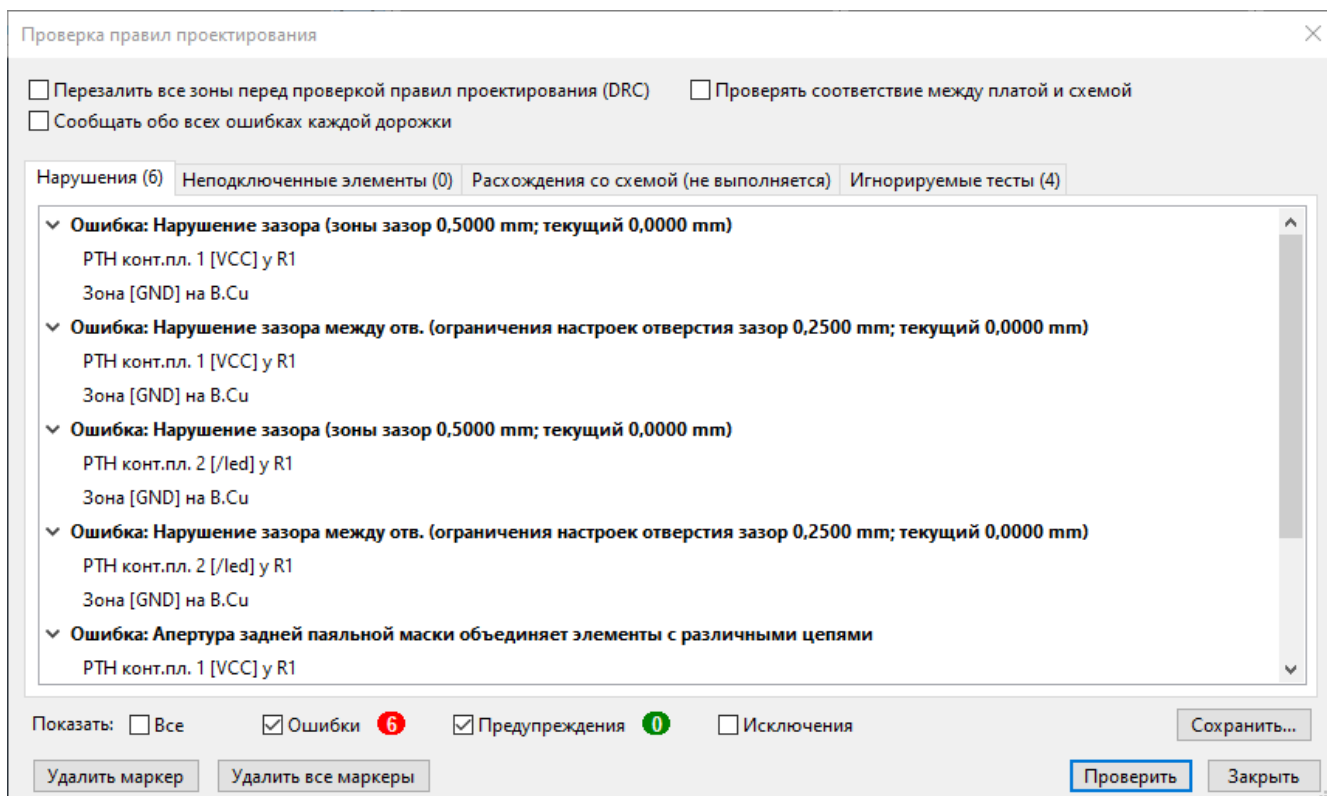 Проверка правил проектирования
Перезалить все зоны перед проверкой правил проектирования (DRC) Проверять соответствие между платой и схемой
Сообщать обо всех ошибках каждой дорожки
Нарушения (6) Неподключенные элементы (0) Расхождения со схемой (не выполняется) Игнорируемые тесты (4)
Ошибка: Нарушение зазора (зоны зазор 0,5000 mm; текущий 0,0000 mm)
PTH конт.пл. 1 [VCC] у R1
Зона [GND] на B.Cu
Ошибка: Нарушение зазора между отв. (ограничения настроек отверстия зазор 0,2500 mm; текущий 0,0000 mm)
PTH конт.пл. 1 [VCC] у R1
Зона [GND] на B.Cu
Ошибка: Нарушение зазора (зоны зазор 0,5000 mm; текущий 0,0000 mm)
PTH конт.пл. 2 [/led] у R1
Зона [GND] на B.Cu
Ошибка: Нарушение зазора между отв. (ограничения настроек отверстия зазор 0,2500 mm; текущий 0,0000 mm)
PTH конт.пл. 2 [/led] у R1
Зона [GND] на B.Cu
Ошибка: Апертура задней паяльной маски объединяет элементы с различными цепями
PTH конт.пл. 1 [VCC] у R1
Показать: Все Ошибки 6 Предупреждения 0 Исключения Сохранить...
Удалить маркер Удалить все маркеры Проверить Закрыть